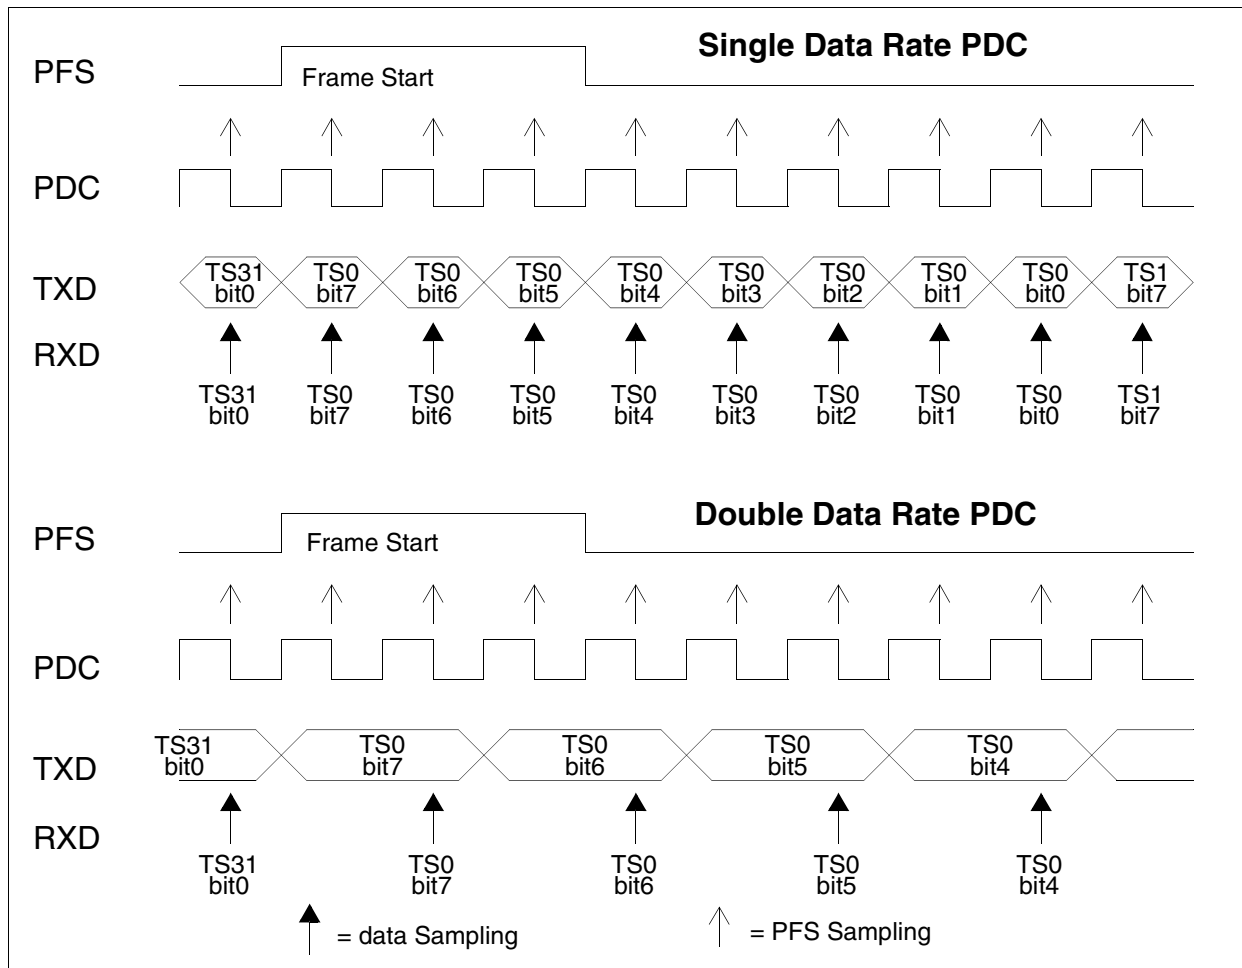 Single Data Rate PDC
PFS
Frame Start
PDC
TXD
TS31 TS0 TS0 TS0 TS0 TS0 TS0 TS0 TS0 TS1
bit0 bit7 bit6 bit5 bit4 bit3 bit2 bit1 bit0 bit7
RXD
TS31 TS0 TS0 TS0 TS0 TS0 TS0 TS0 TS0 TS1
bit0 bit7 bit6 bit5 bit4 bit3 bit2 bit1 bit0 bit7
Double Data Rate PDC
PFS
Frame Start
PDC
TXD
TS31 TS0 TS0 TS0 TS0
bit0 bit7 bit6 bit5 bit4
RXD
TS31 TS0 TS0 TS0 TS0
bit0 bit7 bit6 bit5 bit4
= data Sampling
= PFS Sampling